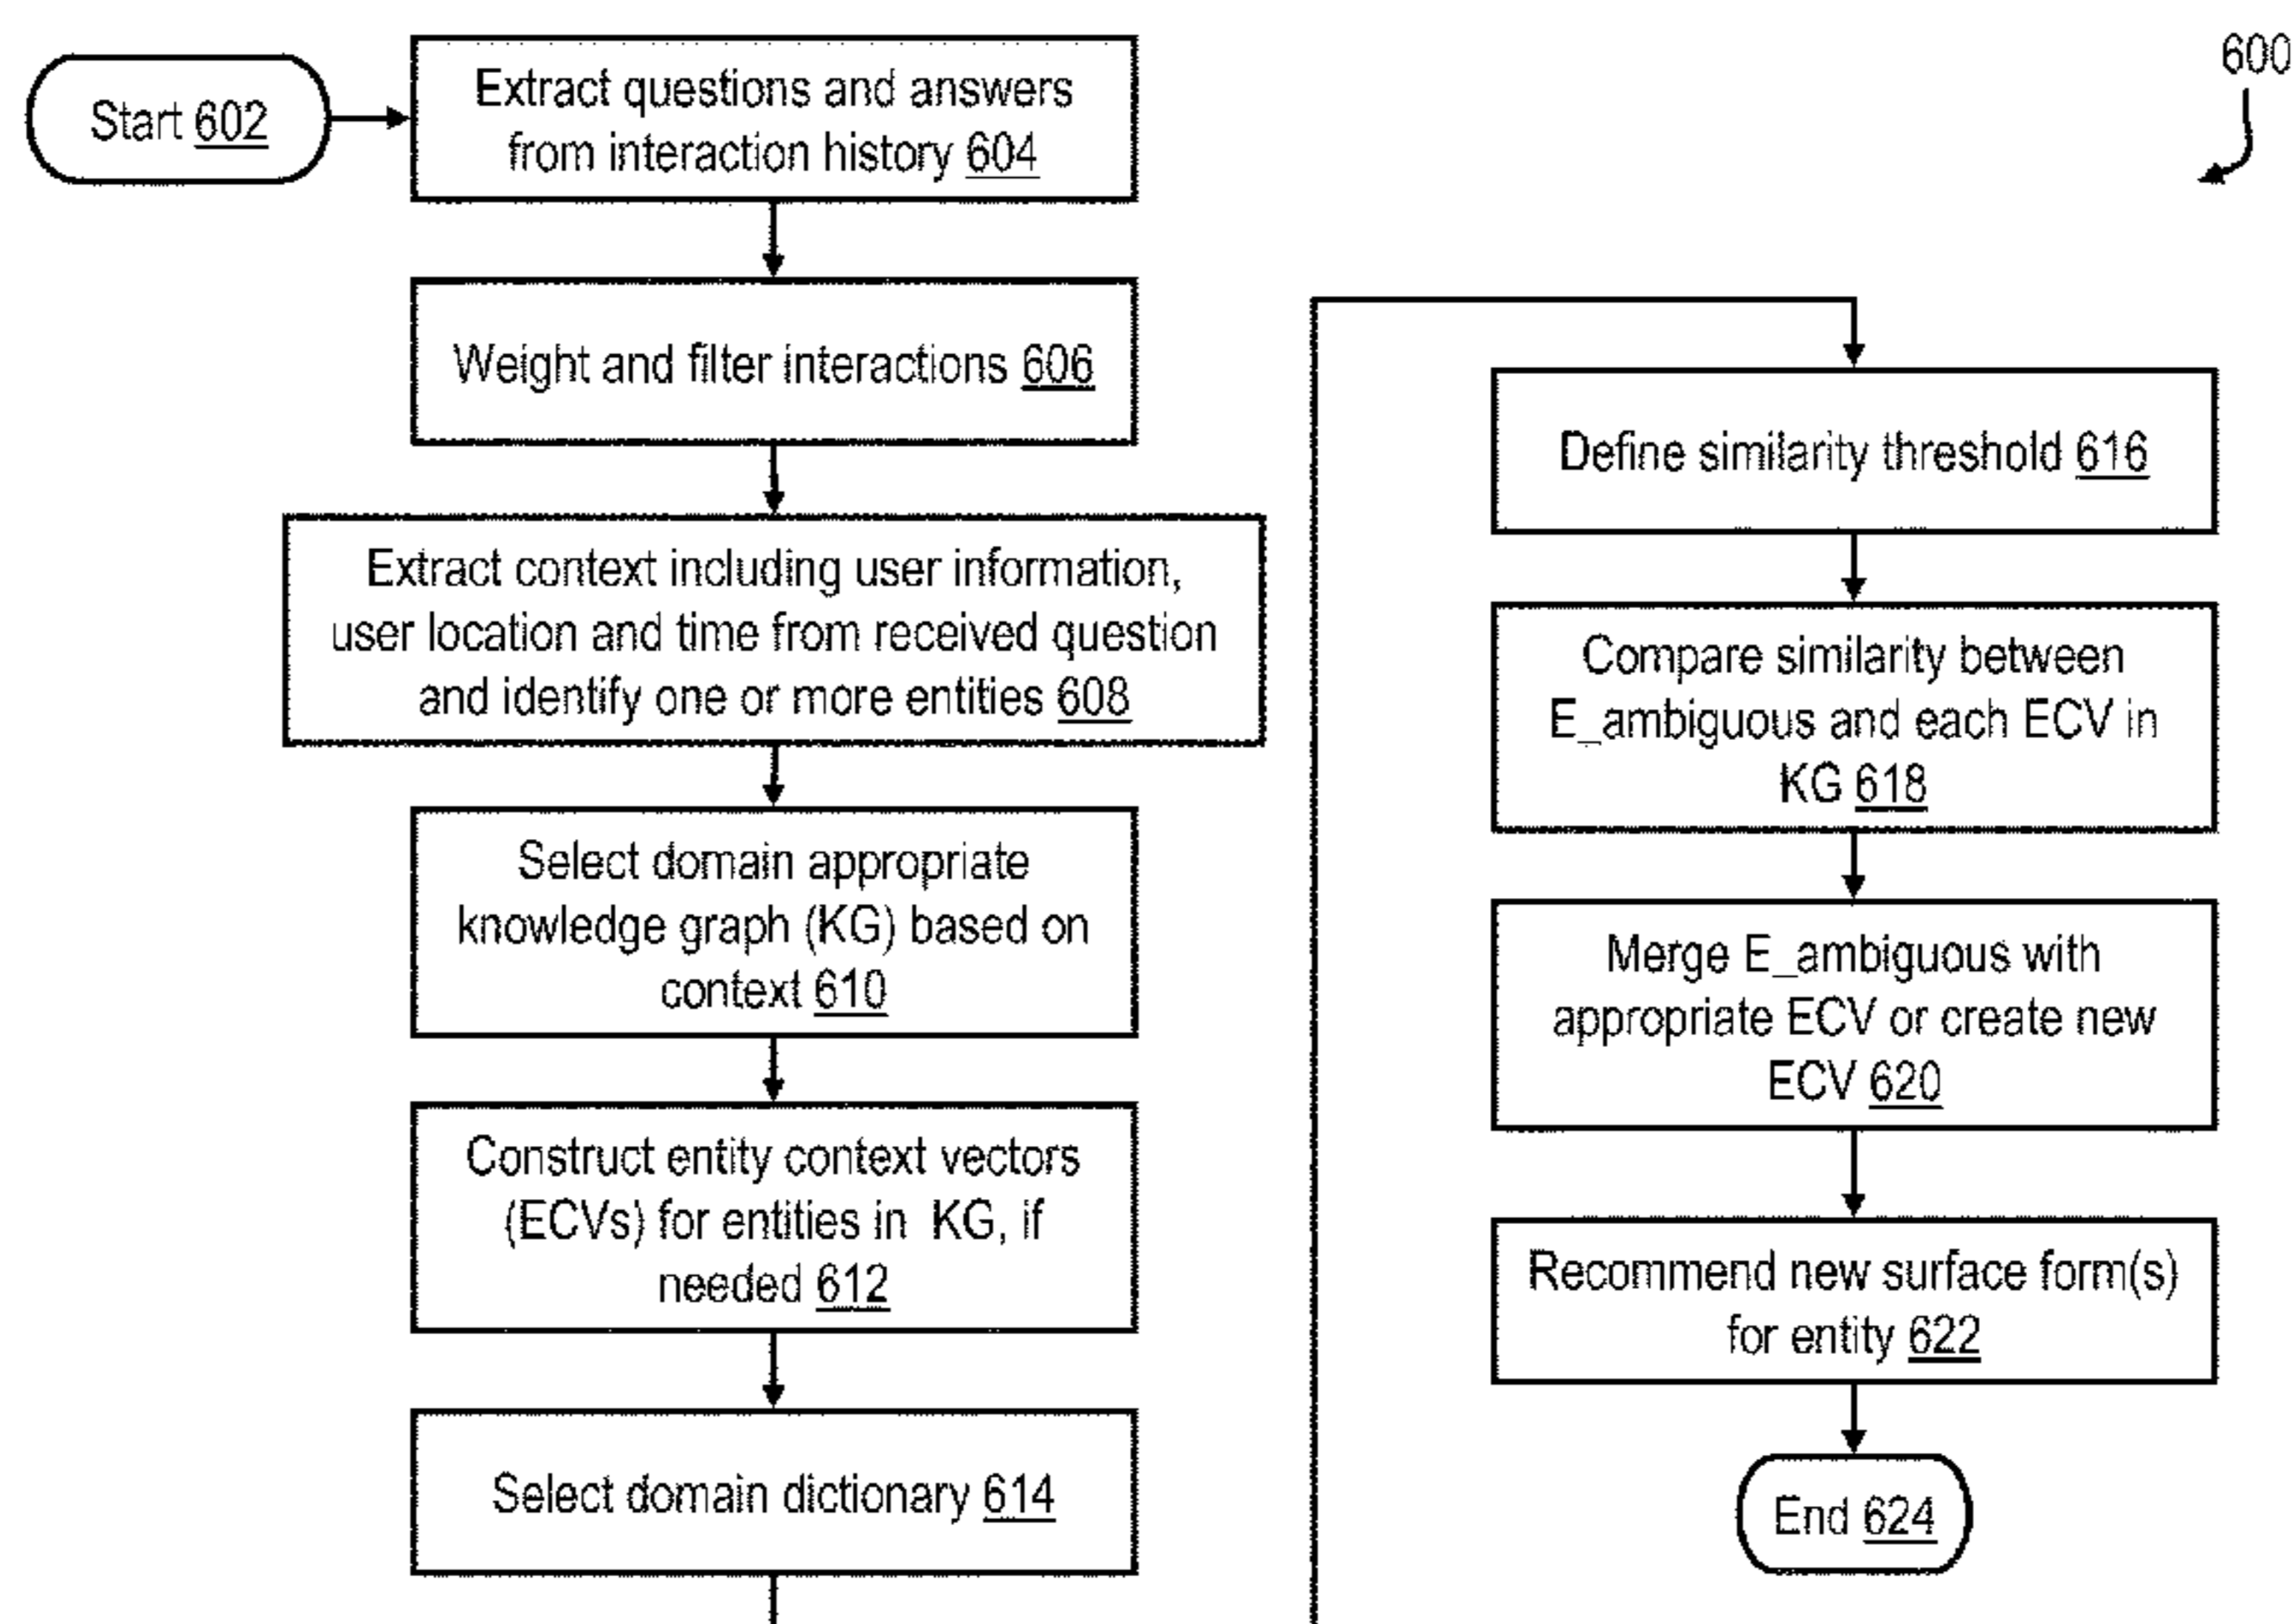 600
Start 602
Extract questions and answers
from interaction history 604
Weight and filter interactions 606
Extract context including user information,
user location and time from received question
and identify one or more entities 608
Select domain appropriate
knowledge graph (KG) based on
context 610
Construct entity context vectors
(ECVs) for entities in KG, if
needed 612
Select domain dictionary 614
Define similarity threshold 616
Compare similarity between
E_ambiguous and each ECV in
KG 618
Merge E_ambiguous with
appropriate ECV or create new
ECV 620
Recommend new surface form(s)
for entity 622
End 624